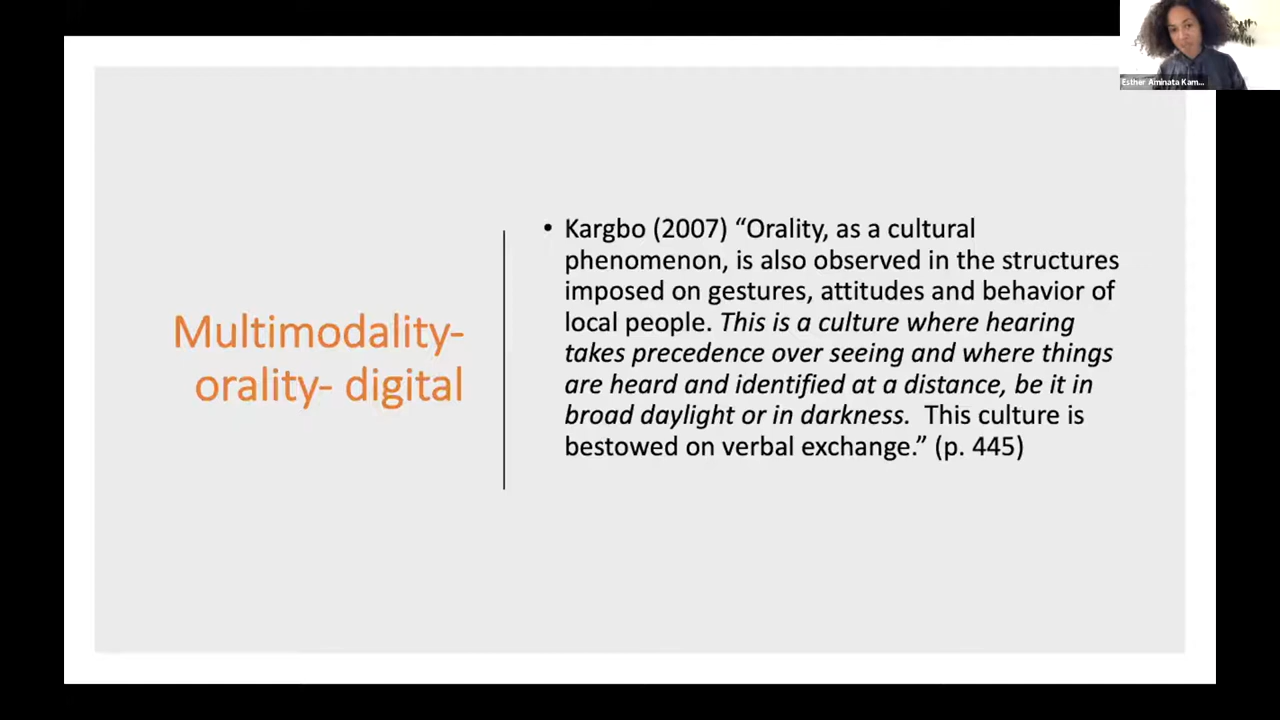 Esther Aminata Kam...
Multimodality-
orality- digital
• Kargbo (2007) “Orality, as a cultural
phenomenon, is also observed in the structures
imposed on gestures, attitudes and behavior of
local people. This is a culture where hearing
takes precedence over seeing and where things
are heard and identified at a distance, be it in
broad daylight or in darkness.  This culture is
bestowed on verbal exchange.” (p. 445)